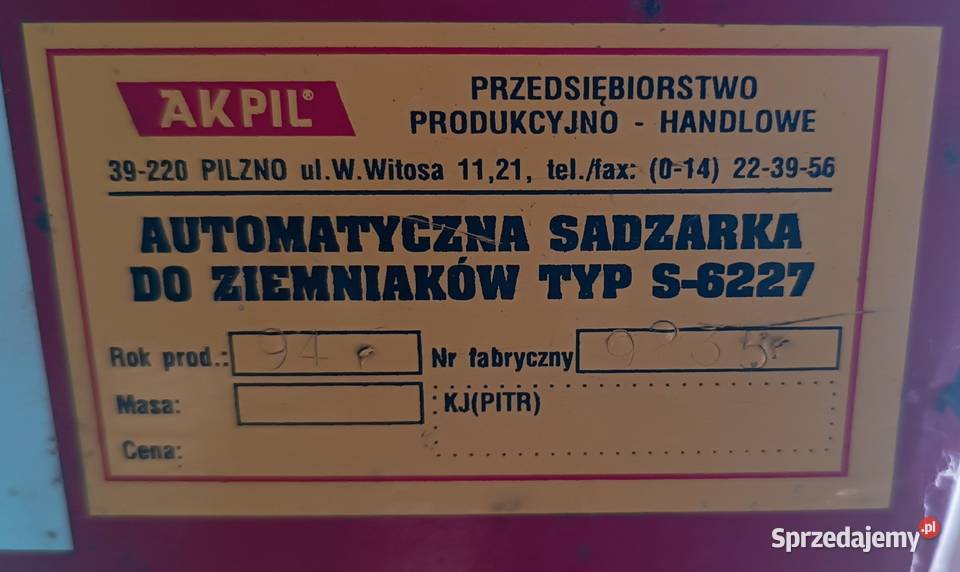 AKPIL®
PRZEDSIĘBIORSTWO
PRODUKCYJNO - HANDLOWE
39-220 PILZNO ul.W.Witosa 11,21, tel./fax: (0-14) 22-39-56
AUTOMATYCZNA SADZARKA
DO ZIEMNIAKÓW TYP S-6227
Rok prod.: 94 Nr fabryczny
Masa: KJ(PITR)
Cena:
Sprzedajemy.pl